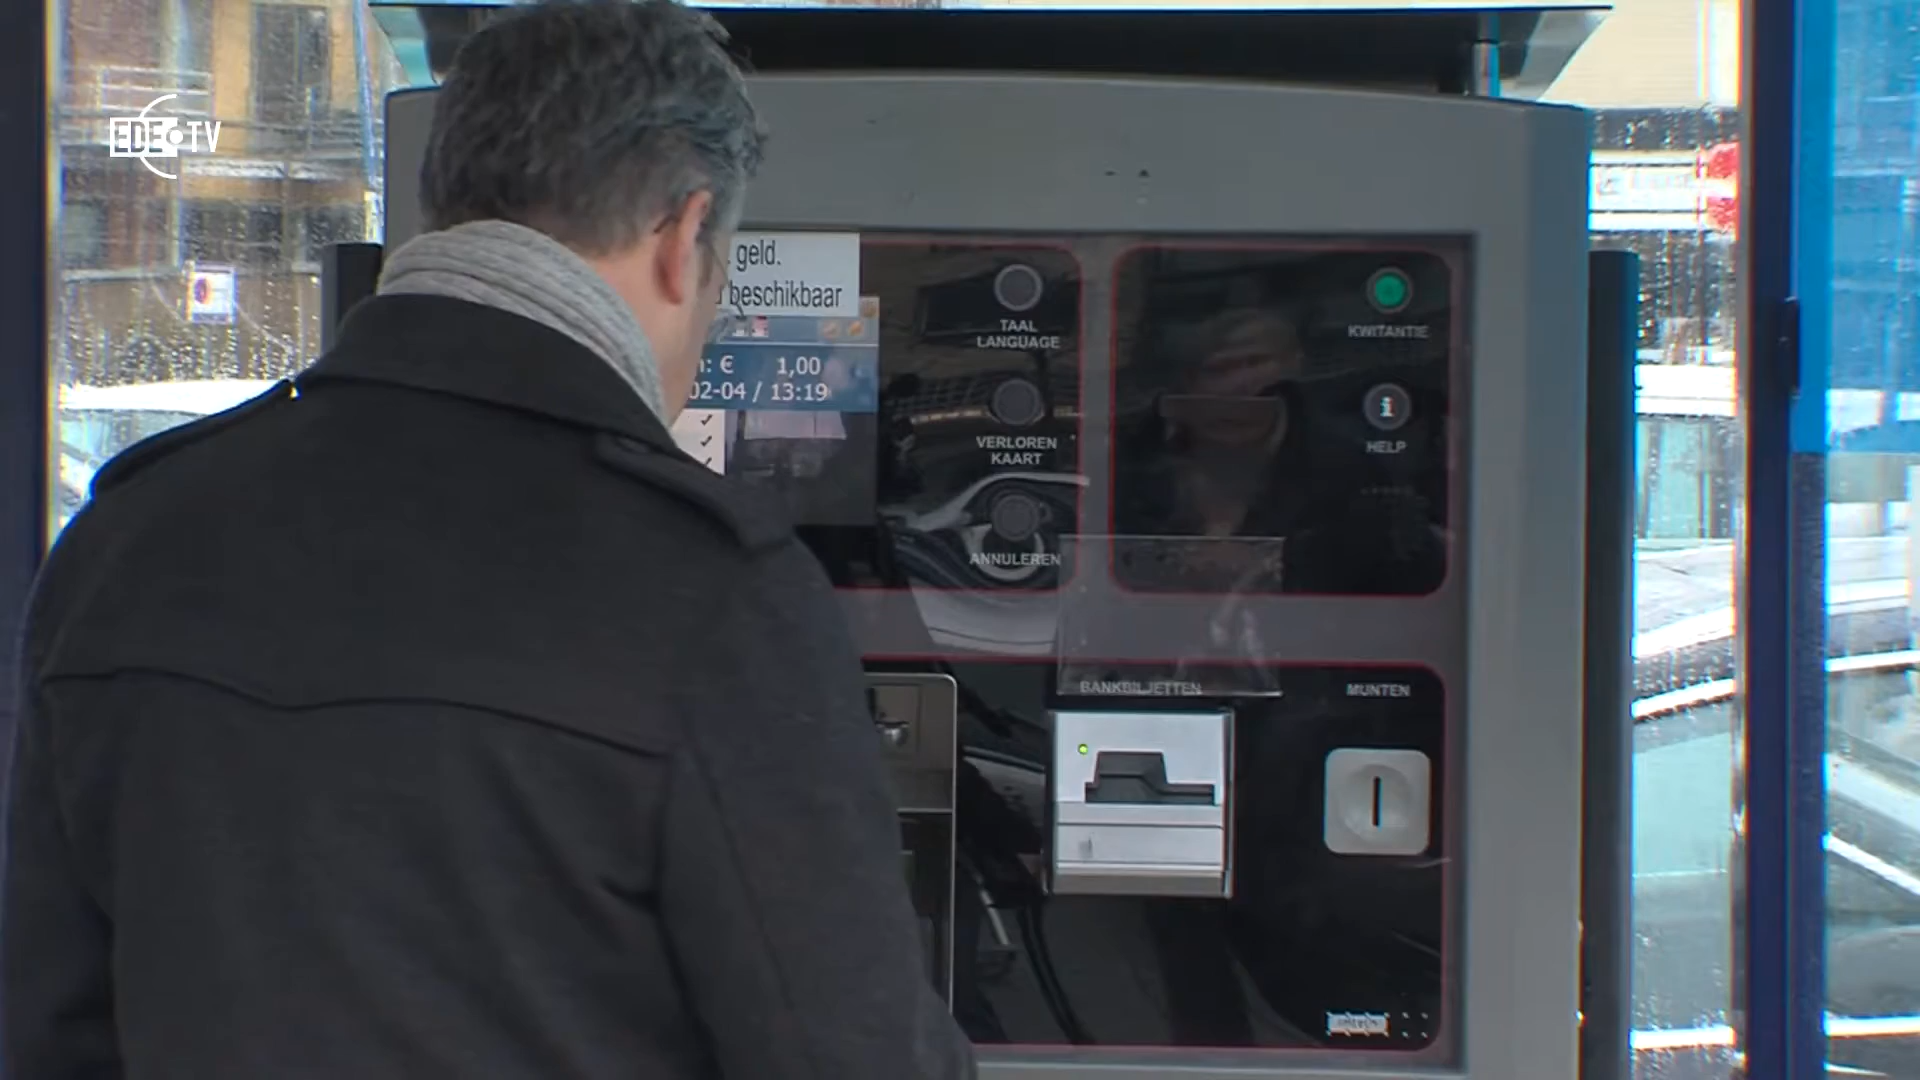 EDE TV
geld.
beschikbaar
n: € 1,00
02-04 / 13:19
TAAL
LANGUAGE
VERLOREN
KAART
ANNULEREN
KWITANTIE
HELP
BANKBILJETTEN
MUNTEN